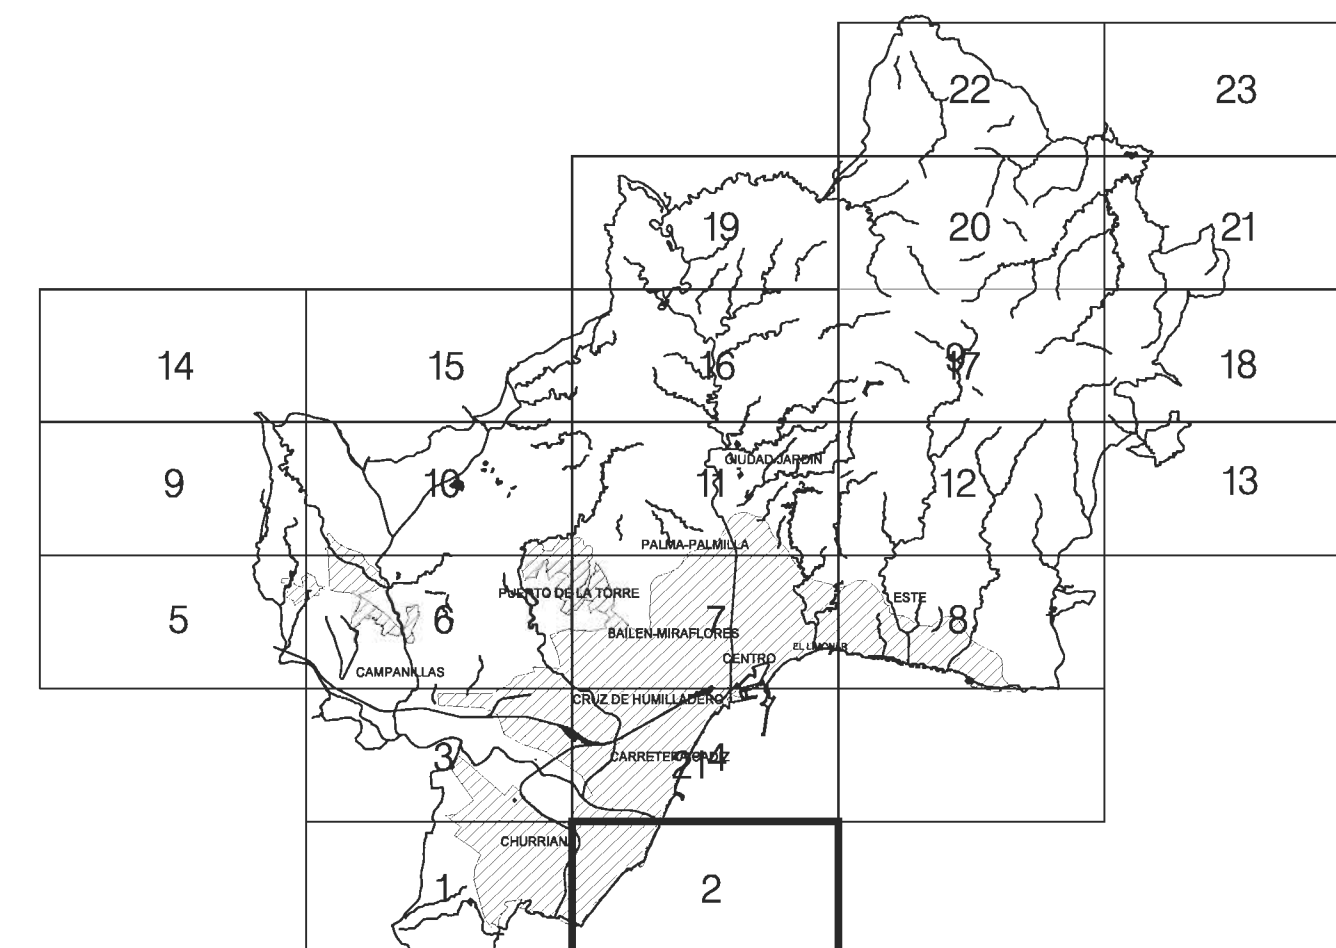 22
23
19
20
21
14
15
16
9
17
18
CIUDAD JARDIN
9
10
11
12
13
PALMA-PALMILLA
PUERTO DE LA TORRE
ESTE
5
6
7
8
BAILEN-MIRAFLORES
EL LIMONAR
CENTRO
CAMPANILLAS
CRUZ DE HUMILLADERO
3
CARRETERA CADIZ
214
CHURRIANA
1
2